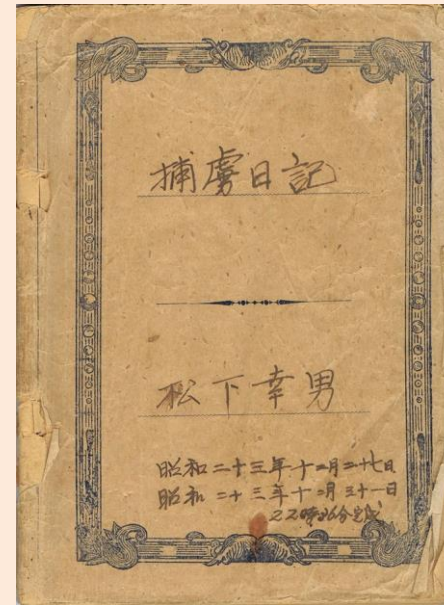 捕虜日記
松下幸男
昭和二十三年十二月二十七日
昭和二十三年十二月三十一日
22時36分完成